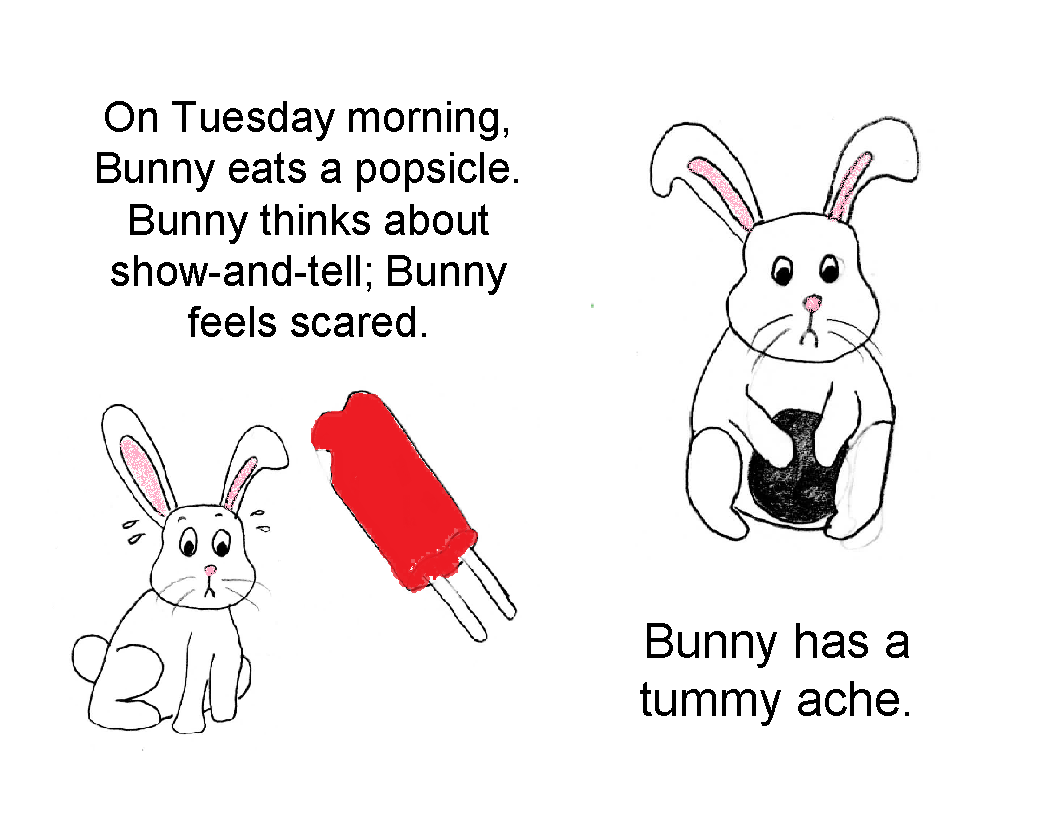 On Tuesday morning,
Bunny eats a popsicle.
Bunny thinks about
show-and-tell; Bunny
feels scared.
Bunny has a
tummy ache.